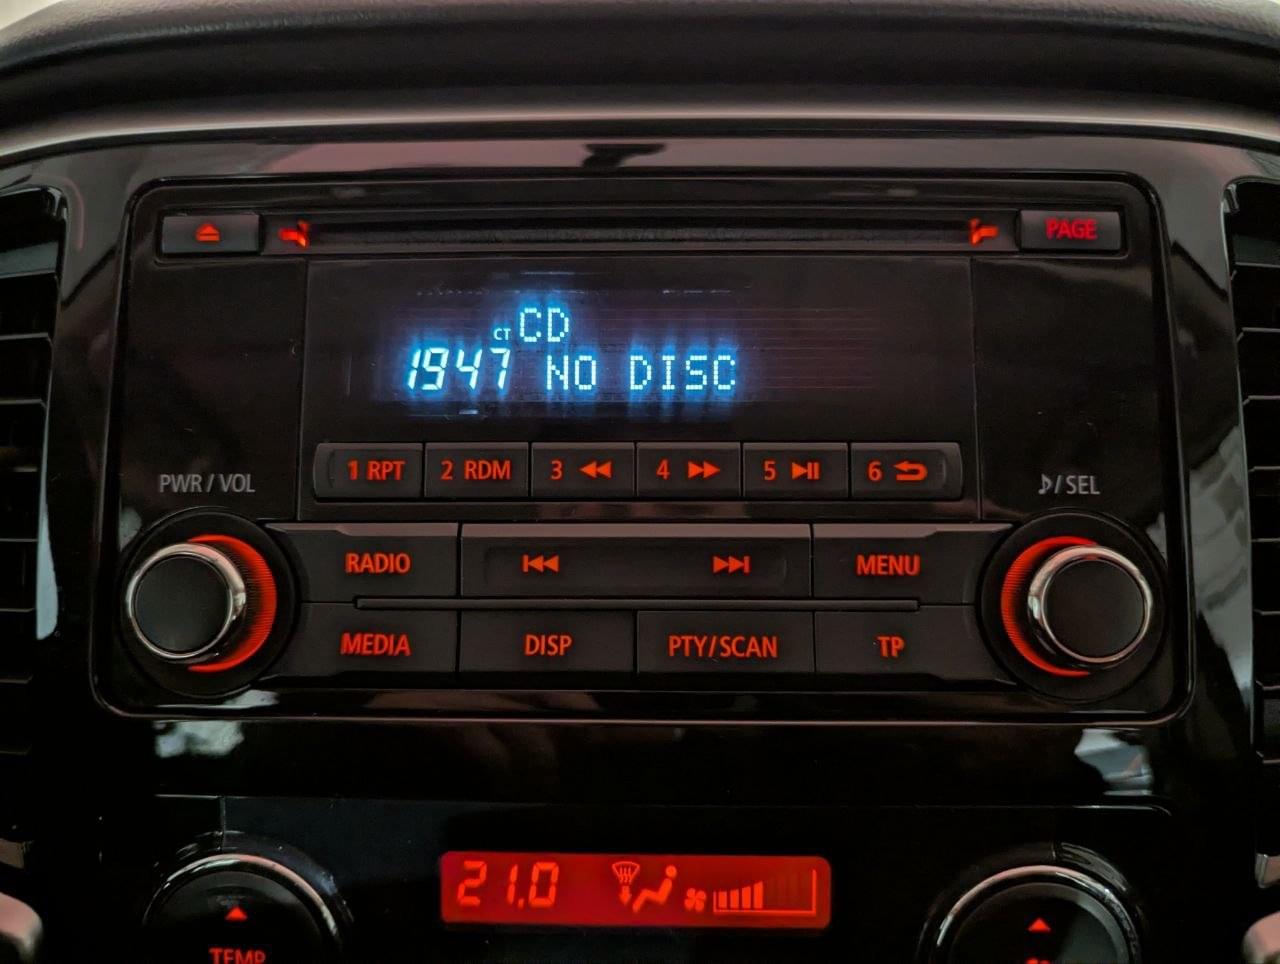 PAGE
CT CD
1947 NO DISC
1 RPT 2 RDM 3 4 5 6
PWR / VOL
/ SEL
RADIO MENU
MEDIA DISP PTY/SCAN TP
21.0
TEMP